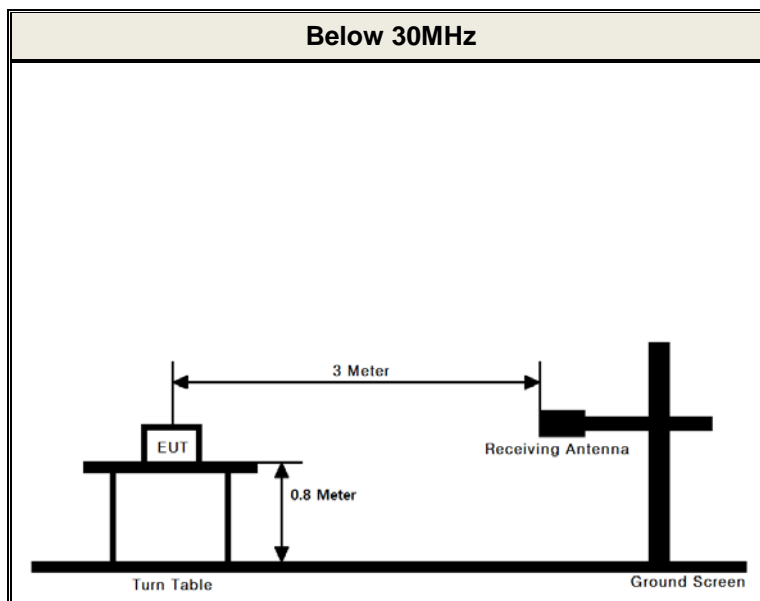 Below 30MHz
3 Meter
EUT
Receiving Antenna
0.8 Meter
Turn Table
Ground Screen